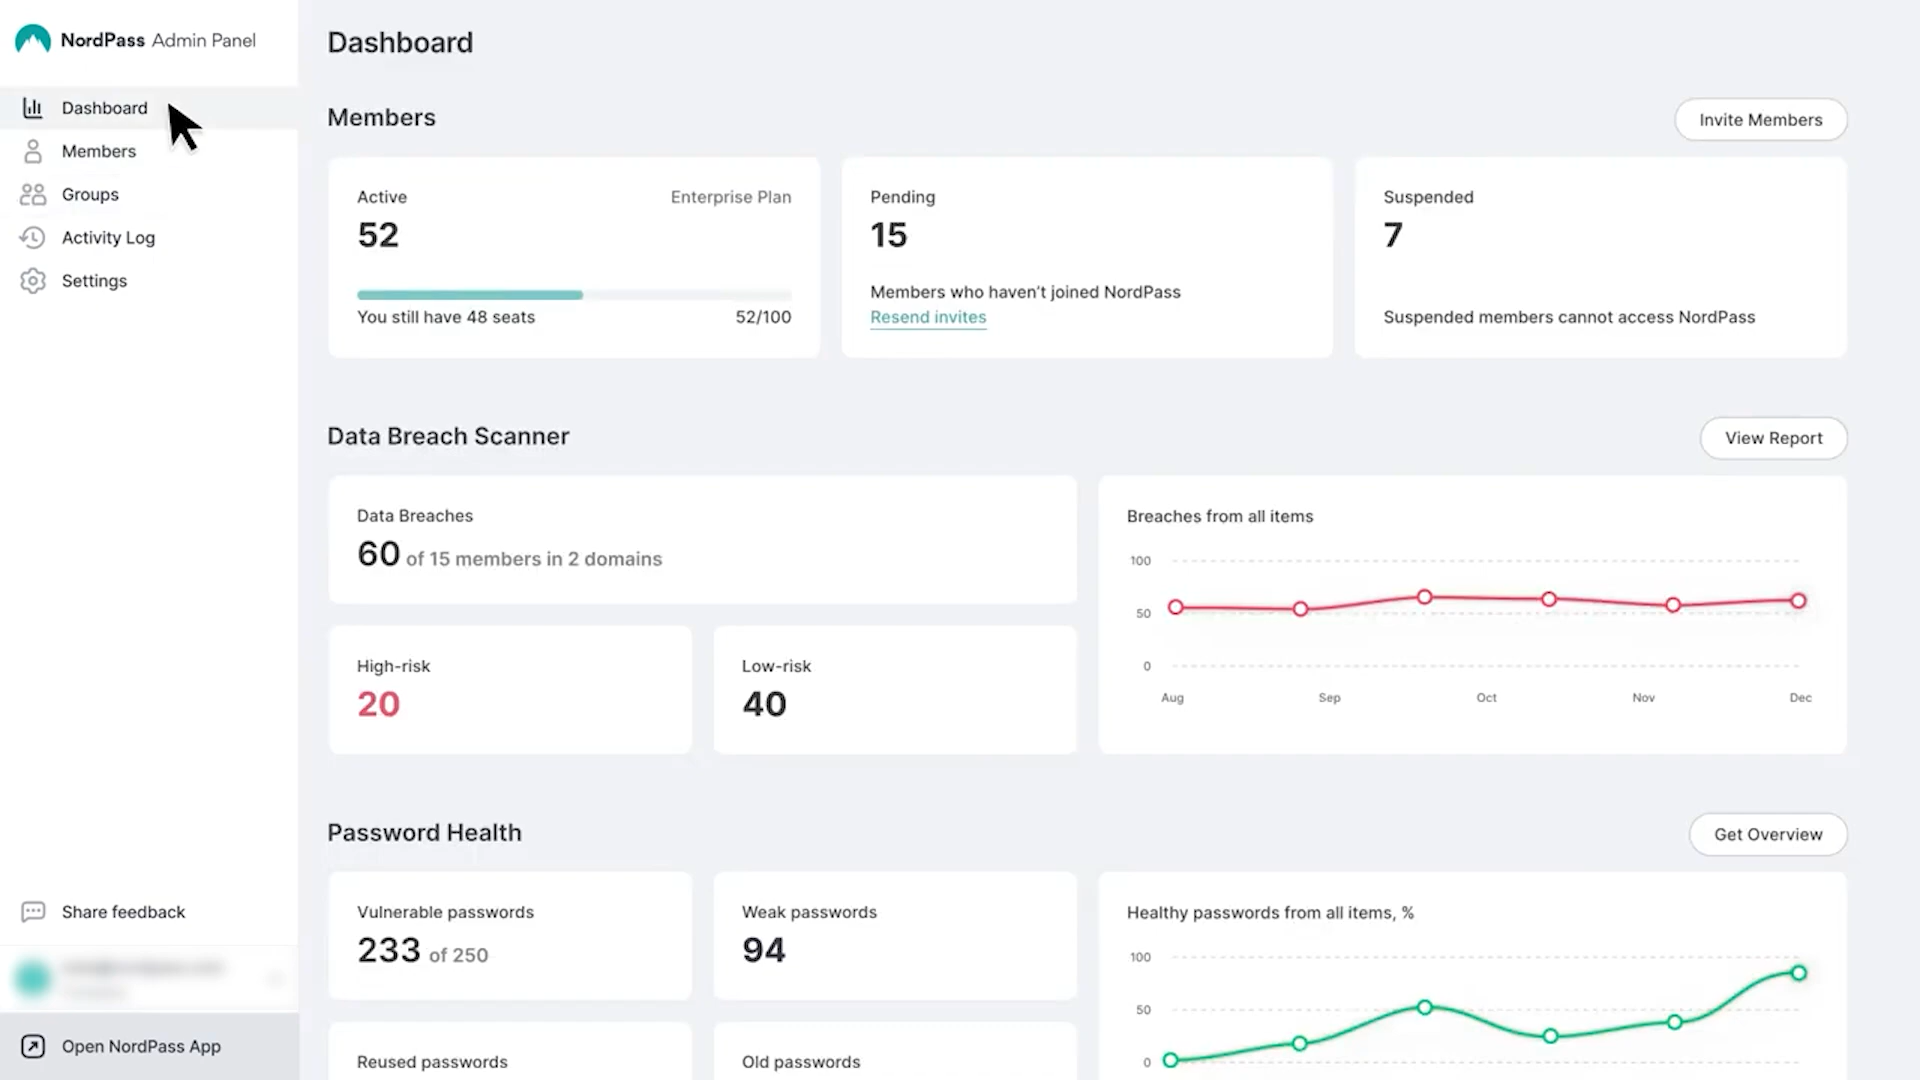 NordPass Admin Panel
Dashboard
Members
Groups
Activity Log
Settings
Share feedback
Open NordPass App
Dashboard
Members
Invite Members
Active
Enterprise Plan
52
You still have 48 seats
52/100
Pending
15
Members who haven't joined NordPass
Resend invites
Suspended
7
Suspended members cannot access NordPass
Data Breach Scanner
View Report
Data Breaches
60 of 15 members in 2 domains
High-risk
20
Low-risk
40
Breaches from all items
100
50
0
Aug Sep Oct Nov Dec
Password Health
Get Overview
Vulnerable passwords
233 of 250
Weak passwords
94
Reused passwords
Old passwords
Healthy passwords from all items, %
100
50
0